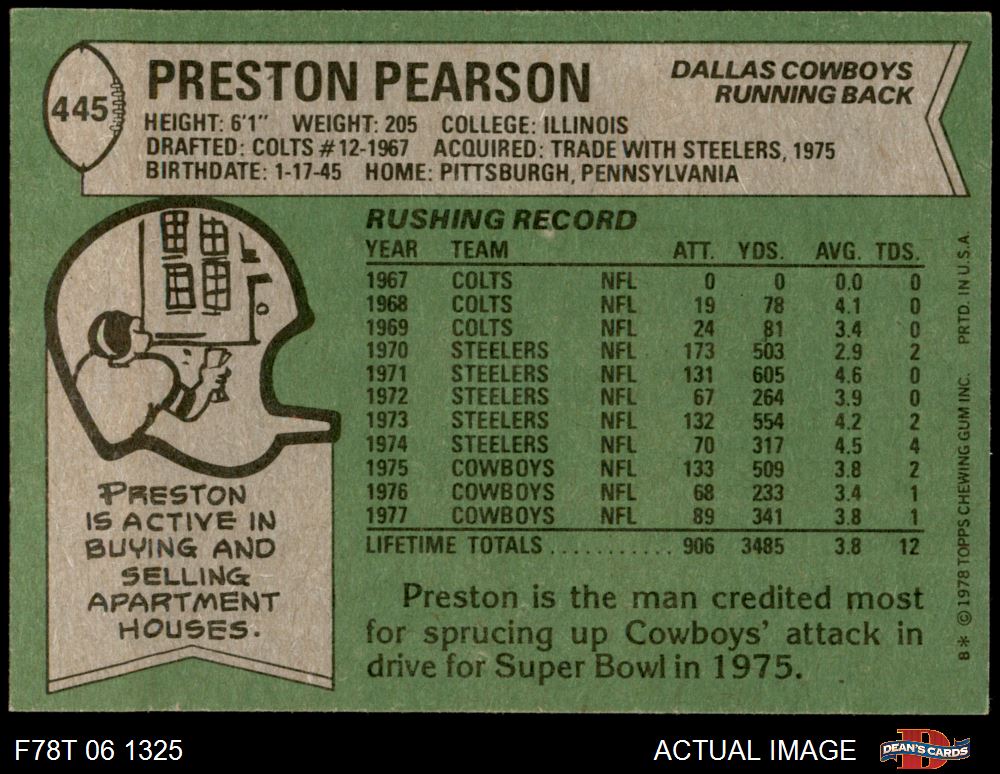 445
PRESTON PEARSON
DALLAS COWBOYS
RUNNING BACK
HEIGHT: 6'1" WEIGHT: 205 COLLEGE: ILLINOIS
DRAFTED: COLTS #12-1967 ACQUIRED: TRADE WITH STEELERS, 1975
BIRTHDATE: 1-17-45 HOME: PITTSBURGH, PENNSYLVANIA
RUSHING RECORD
YEAR TEAM ATT. YDS. AVG. TDS.
1967 COLTS NFL 0 0 0.0 0
1968 COLTS NFL 19 78 4.1 0
1969 COLTS NFL 24 81 3.4 0
1970 STEELERS NFL 173 503 2.9 2
1971 STEELERS NFL 131 605 4.6 0
1972 STEELERS NFL 67 264 3.9 0
1973 STEELERS NFL 132 554 4.2 2
1974 STEELERS NFL 70 317 4.5 4
1975 COWBOYS NFL 133 509 3.8 2
1976 COWBOYS NFL 68 233 3.4 1
1977 COWBOYS NFL 89 341 3.8 1
LIFETIME TOTALS ........... 906 3485 3.8 12
PRESTON
IS ACTIVE IN
BUYING AND
SELLING
APARTMENT
HOUSES.
Preston is the man credited most
for sprucing up Cowboys' attack in
drive for Super Bowl in 1975.
8* © 1978 TOPPS CHEWING GUM INC. PRTD. IN U.S.A.
F78T 06 1325
ACTUAL IMAGE
DEAN'S CARDS